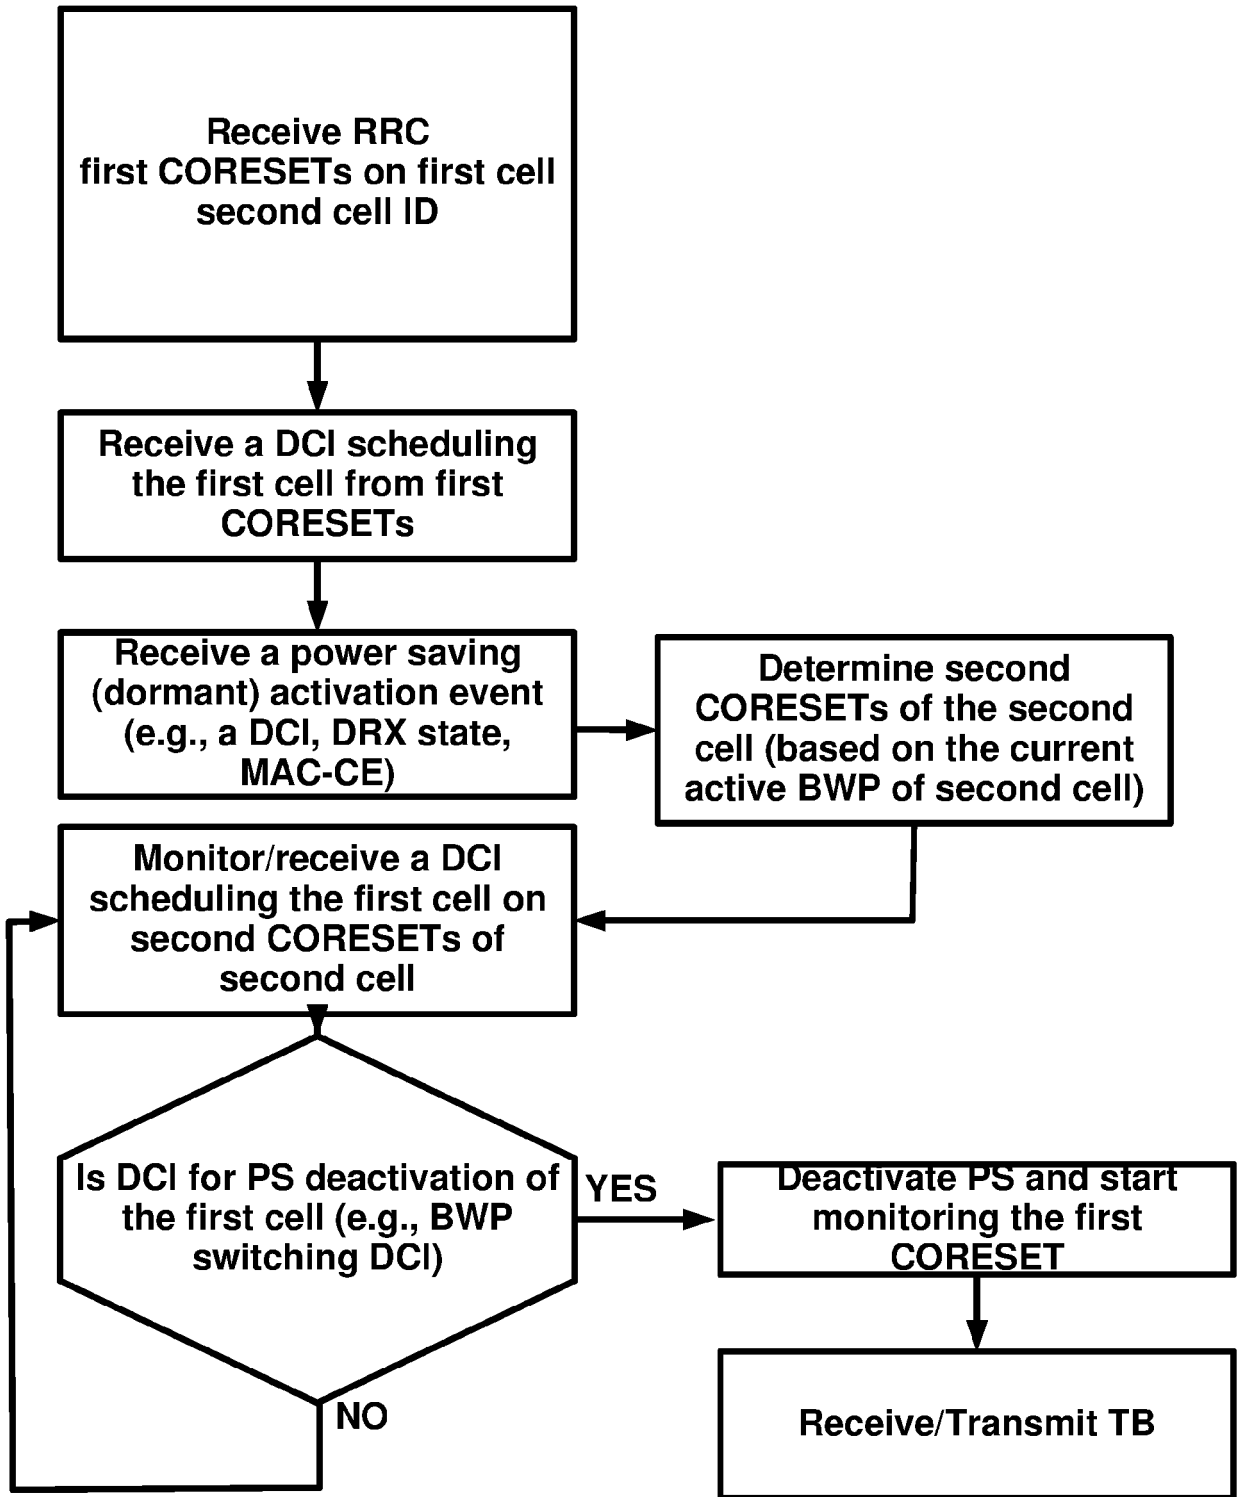 Receive RRC
first CORESETs on first cell
second cell ID
Receive a DCI scheduling
the first cell from first
CORESETs
Receive a power saving
(dormant) activation event
(e.g., a DCI, DRX state,
MAC-CE)
Determine second
CORESETs of the second
cell (based on the current
active BWP of second cell)
Monitor/receive a DCI
scheduling the first cell on
second CORESETs of
second cell
Is DCI for PS deactivation of
the first cell (e.g., BWP
switching DCI)
YES
Deactivate PS and start
monitoring the first
CORESET
NO
Receive/Transmit TB